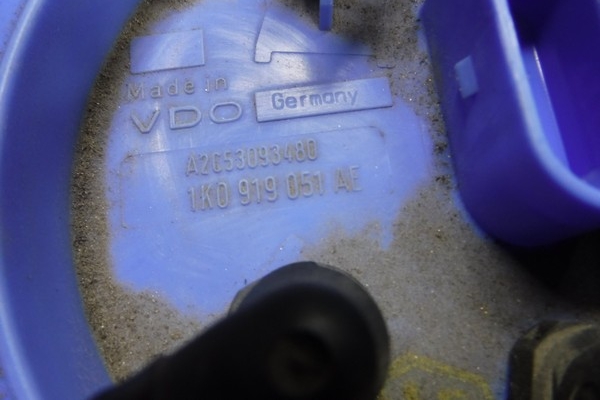 Made in
Germany
VDO
A2C53093480
1K0 919 051 AE